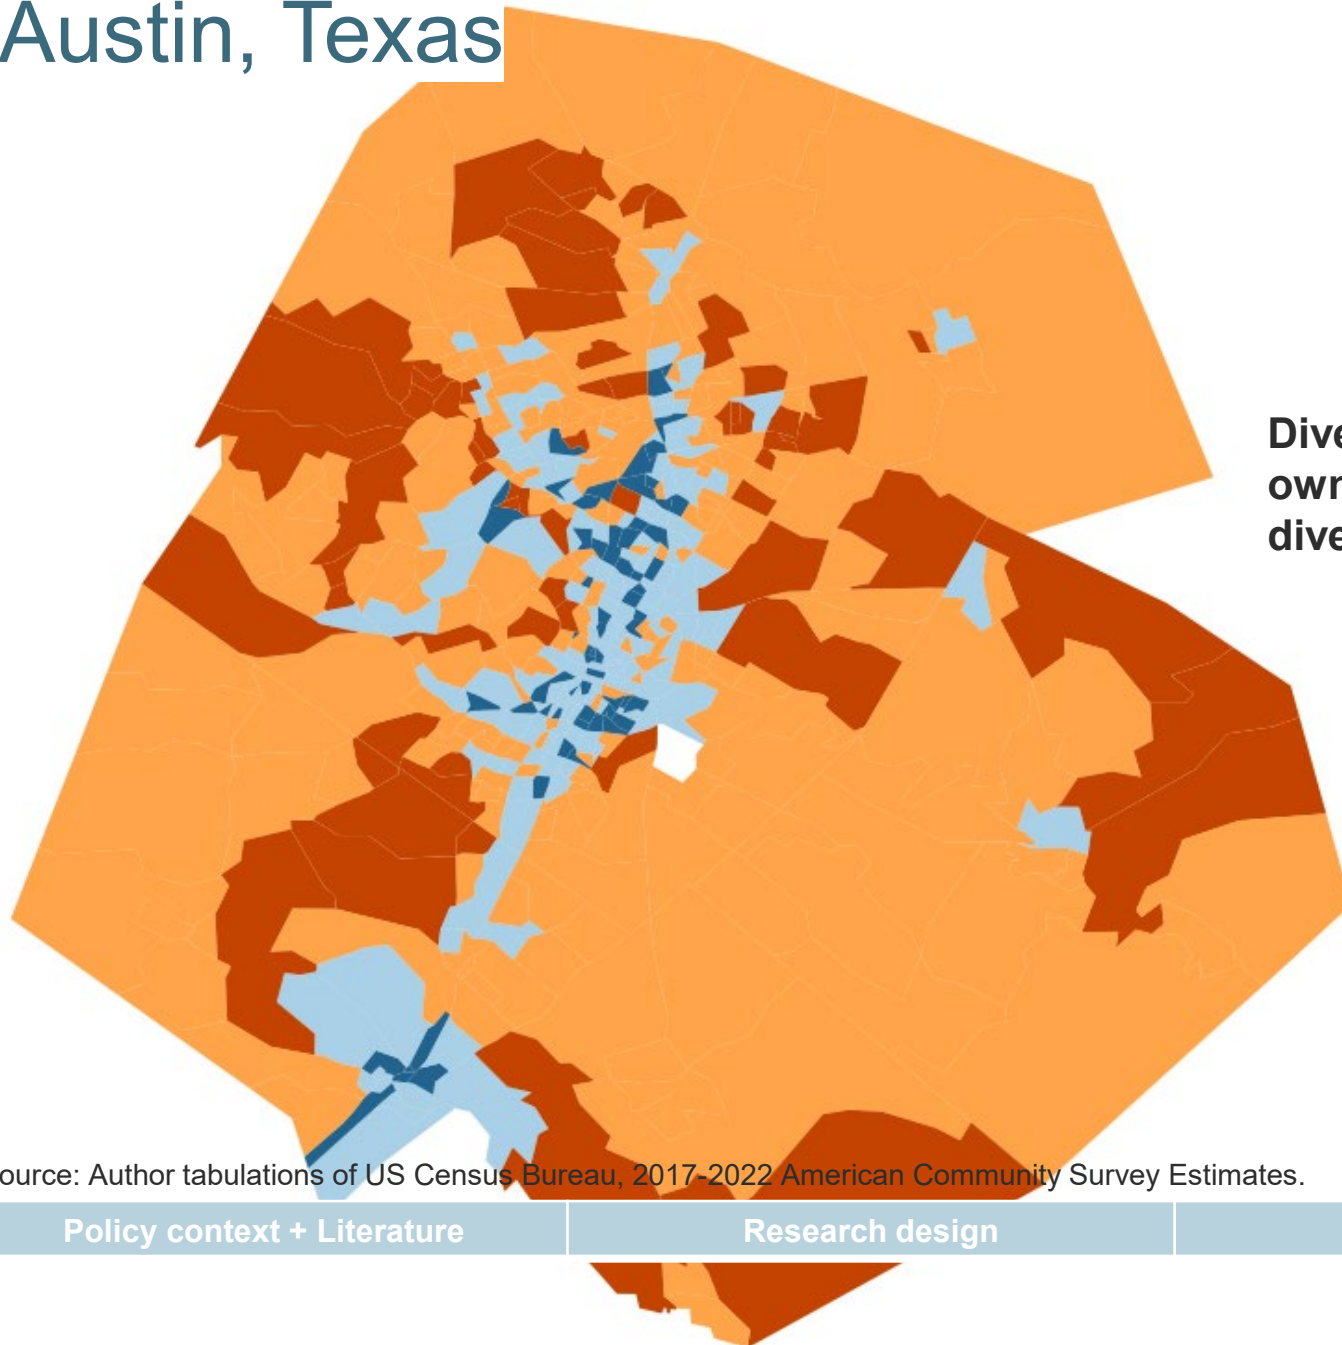 Austin, Texas
Dive
own
dive
ource: Author tabulations of US Census Bureau, 2017-2022 American Community Survey Estimates.
Policy context + Literature
Research design